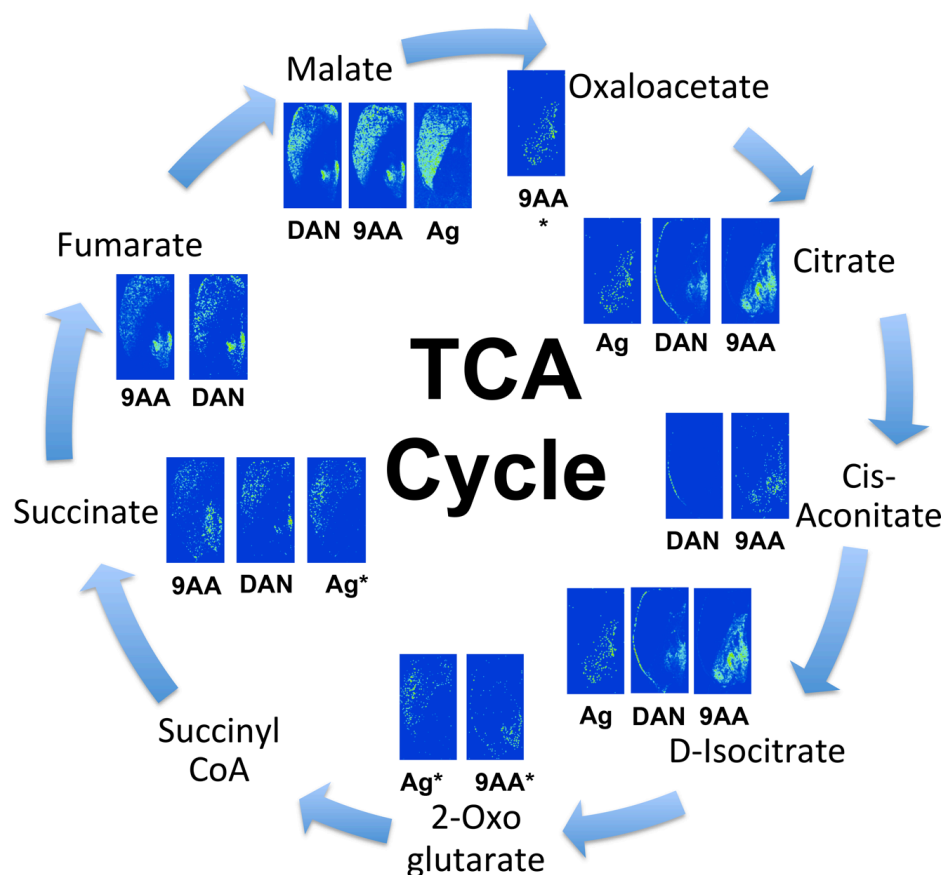 Malate
DAN 9AA Ag
Oxaloacetate
9AA
*
Citrate
Ag DAN 9AA
Cis-
Aconitate
DAN 9AA
Ag DAN 9AA
D-Isocitrate
Ag* 9AA*
2-Oxo
glutarate
Succinyl
CoA
Succinate
9AA DAN Ag*
Fumarate
9AA DAN
TCA
Cycle